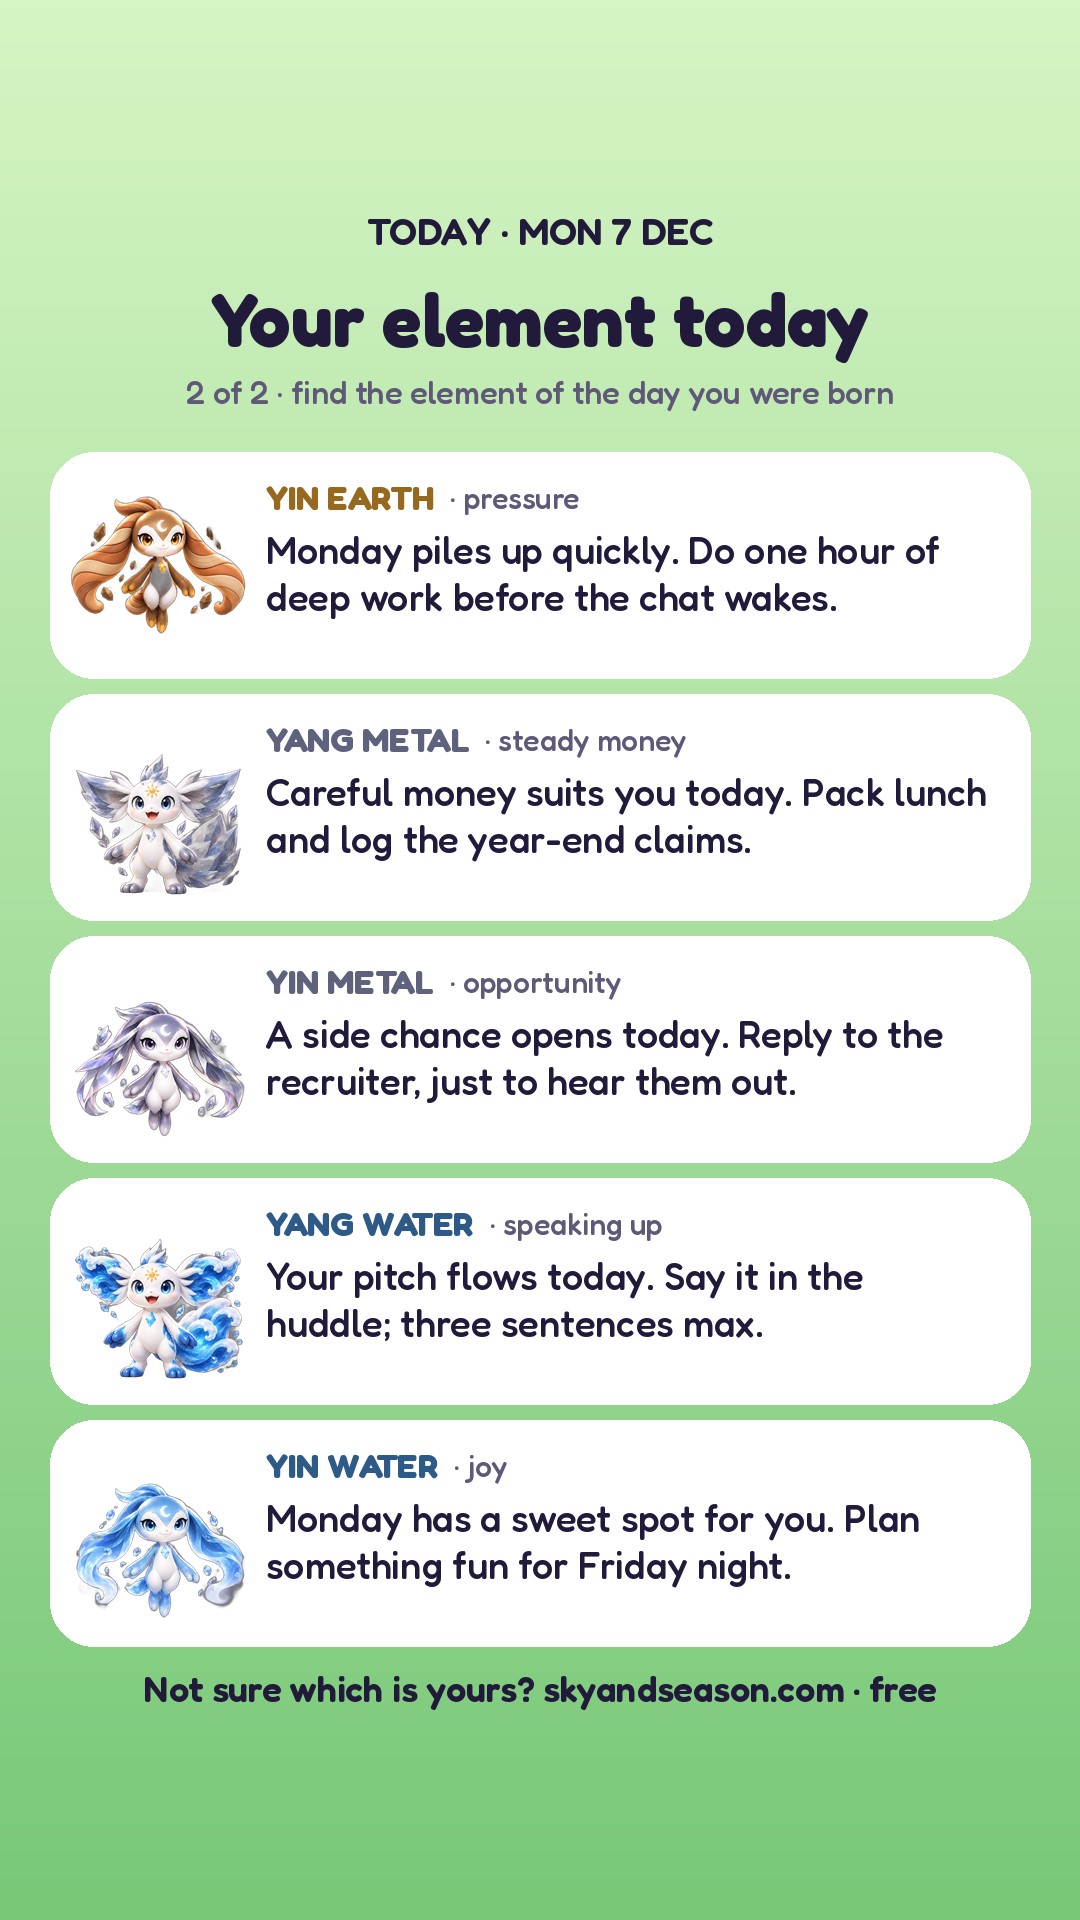 TODAY · MON 7 DEC
Your element today
2 of 2 · find the element of the day you were born
YIN EARTH · pressure
Monday piles up quickly. Do one hour of
deep work before the chat wakes.
YANG METAL · steady money
Careful money suits you today. Pack lunch
and log the year-end claims.
YIN METAL · opportunity
A side chance opens today. Reply to the
recruiter, just to hear them out.
YANG WATER · speaking up
Your pitch flows today. Say it in the
huddle; three sentences max.
YIN WATER · joy
Monday has a sweet spot for you. Plan
something fun for Friday night.
Not sure which is yours? skyandseason.com · free